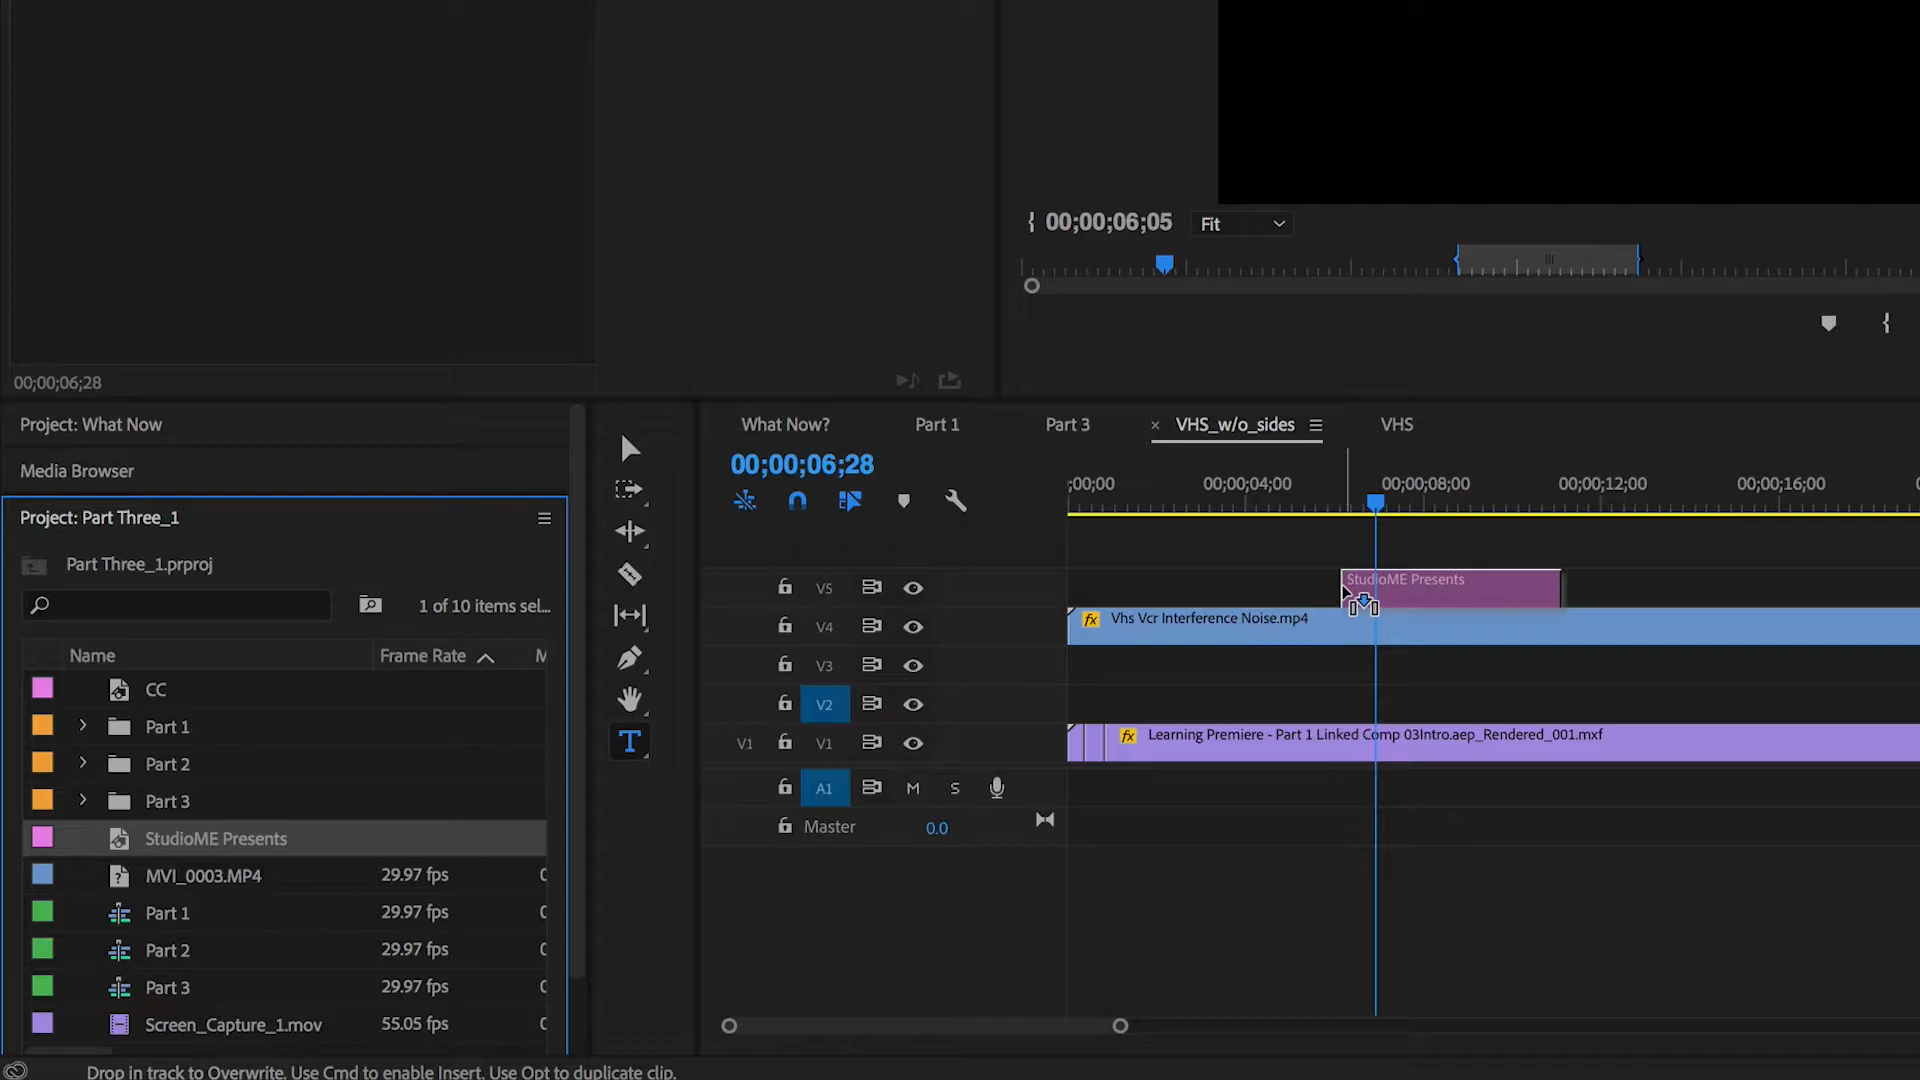 00;00;06;05
Fit
00;00;06;28
Project: What Now
Media Browser
Project: Part Three_1
Part Three_1.prproj
1 of 10 items sel...
Name
Frame Rate
CC
Part 1
Part 2
Part 3
StudioME Presents
MVI_0003.MP4
29.97 fps
Part 1
29.97 fps
Part 2
29.97 fps
Part 3
29.97 fps
Screen_Capture_1.mov
55.05 fps
What Now?
Part 1
Part 3
VHS_w/o_sides
VHS
00;00;06;28
;00;00
00;00;04;00
00;00;08;00
00;00;12;00
00;00;16;00
V5
StudioME Presents
V4
fx
Vhs Vcr Interference Noise.mp4
V3
V2
V1
V1
fx
Learning Premiere - Part 1 Linked Comp 03Intro.aep_Rendered_001.mxf
A1
M
S
Master
0.0
Drop in track to Overwrite. Use Cmd to enable Insert. Use Opt to duplicate clip.